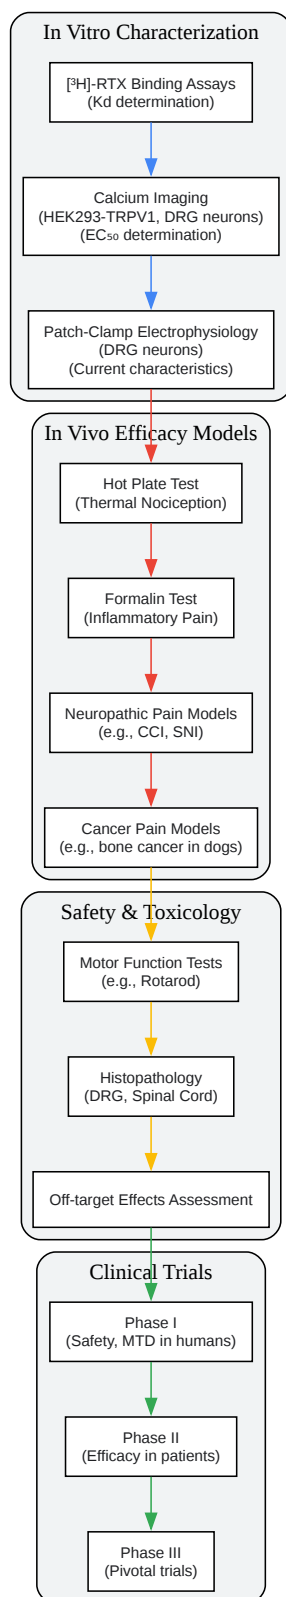 In Vitro Characterization
[³H]-RTX Binding Assays
(Kd determination)
Calcium Imaging
(HEK293-TRPV1, DRG neurons)
(EC₅₀ determination)
Patch-Clamp Electrophysiology
(DRG neurons)
(Current characteristics)
In Vivo Efficacy Models
Hot Plate Test
(Thermal Nociception)
Formalin Test
(Inflammatory Pain)
Neuropathic Pain Models
(e.g., CCI, SNI)
Cancer Pain Models
(e.g., bone cancer in dogs)
Safety & Toxicology
Motor Function Tests
(e.g., Rotarod)
Histopathology
(DRG, Spinal Cord)
Off-target Effects Assessment
Clinical Trials
Phase I
(Safety, MTD in humans)
Phase II
(Efficacy in patients)
Phase III
(Pivotal trials)